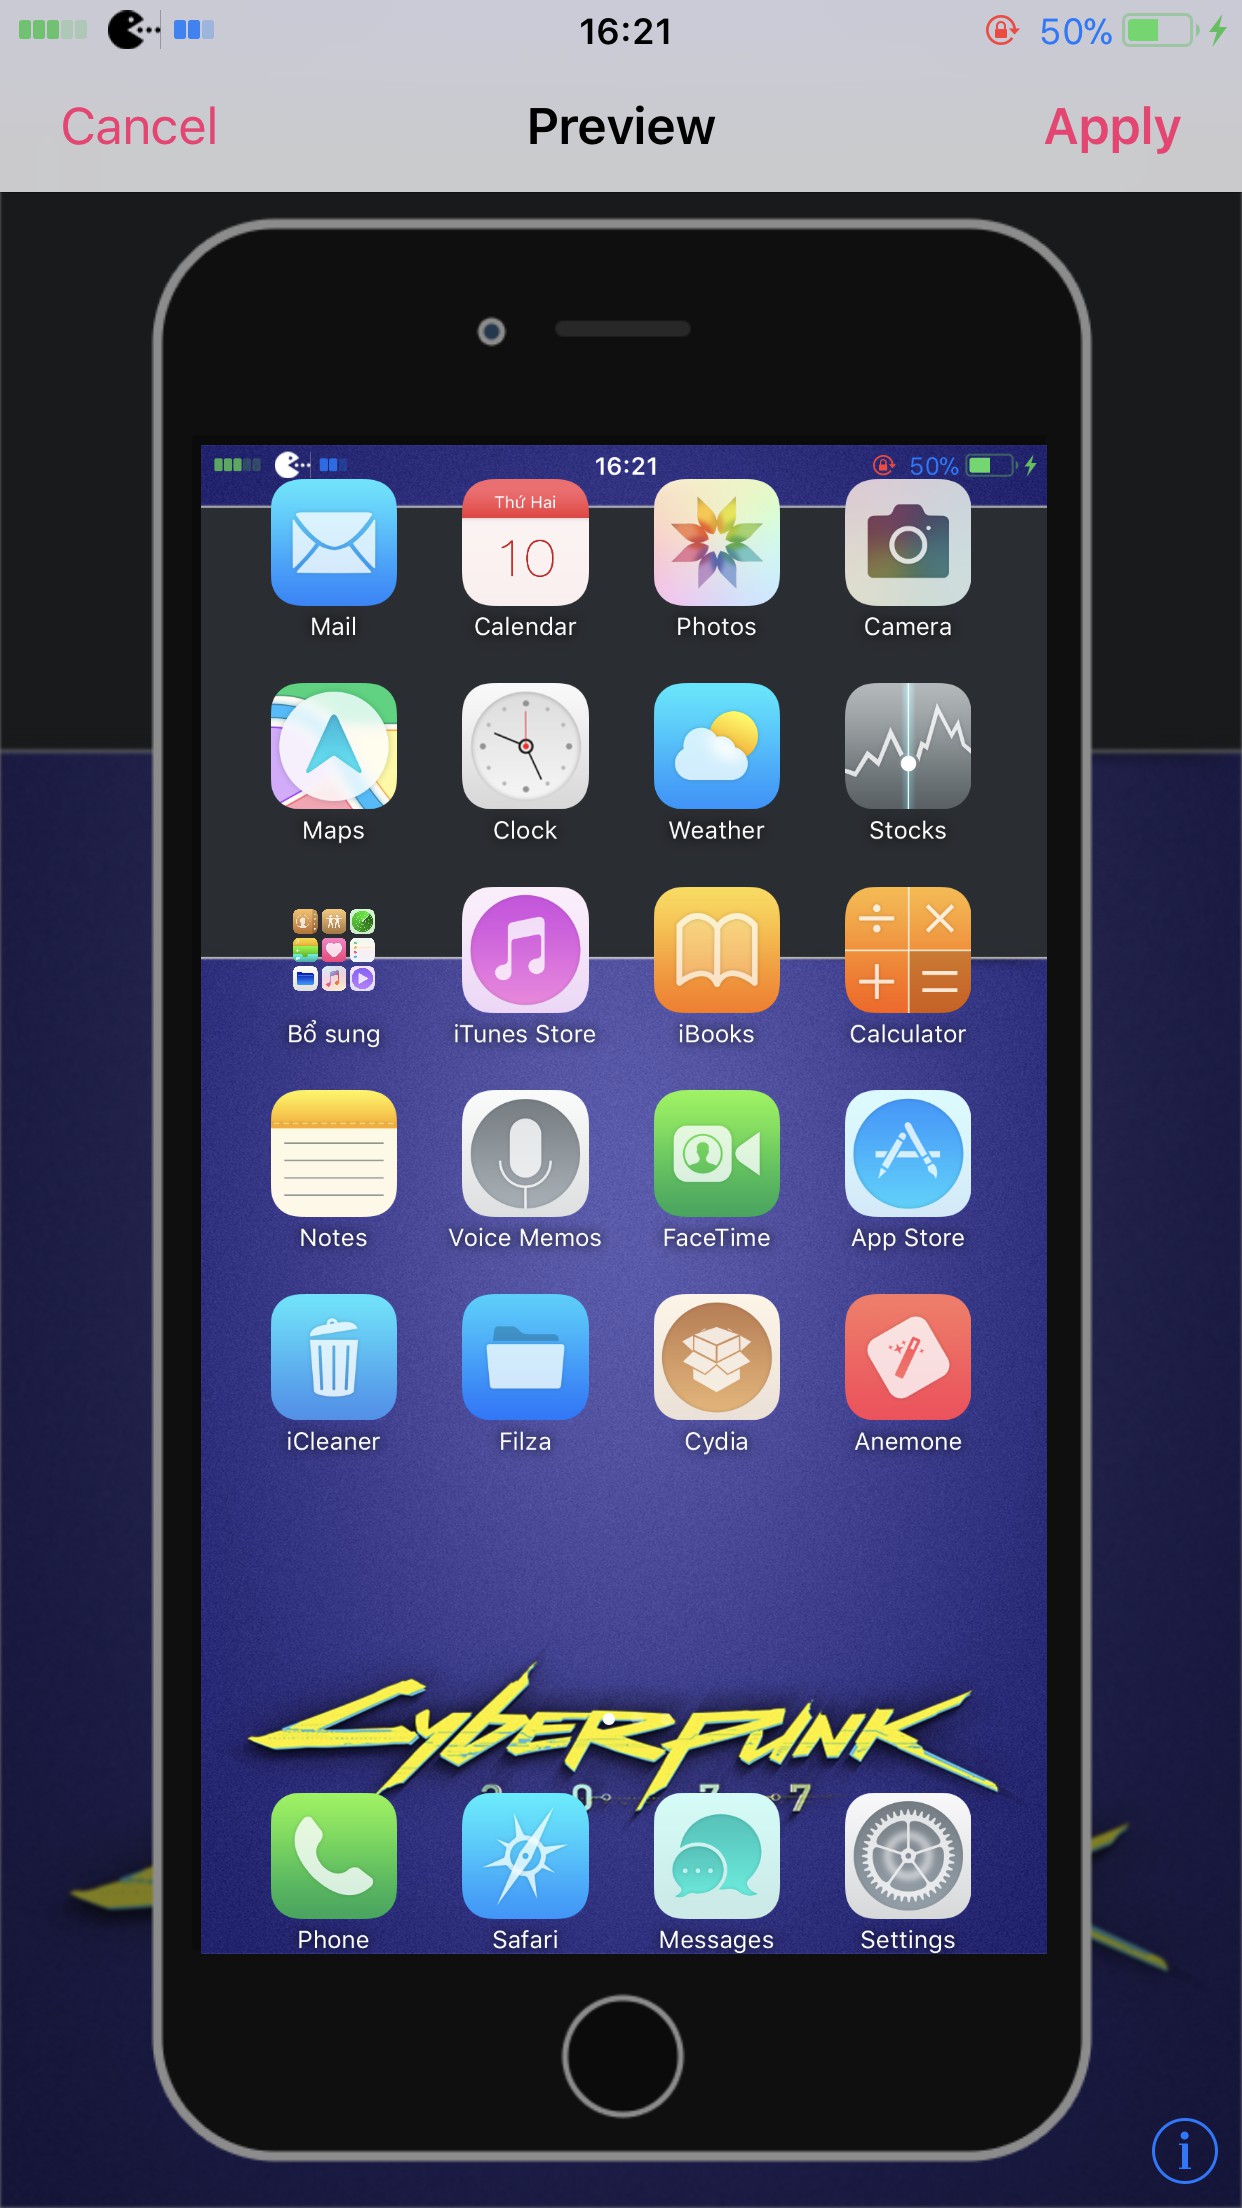 16:21
50%
Cancel
Preview
Apply
16:21
50%
Thứ Hai
10
Mail
Calendar
Photos
Camera
Maps
Clock
Weather
Stocks
Bổ sung
iTunes Store
iBooks
Calculator
Notes
Voice Memos
FaceTime
App Store
iCleaner
Filza
Cydia
Anemone
CYBERPUNK
2 0 7 7
Phone
Safari
Messages
Settings
i